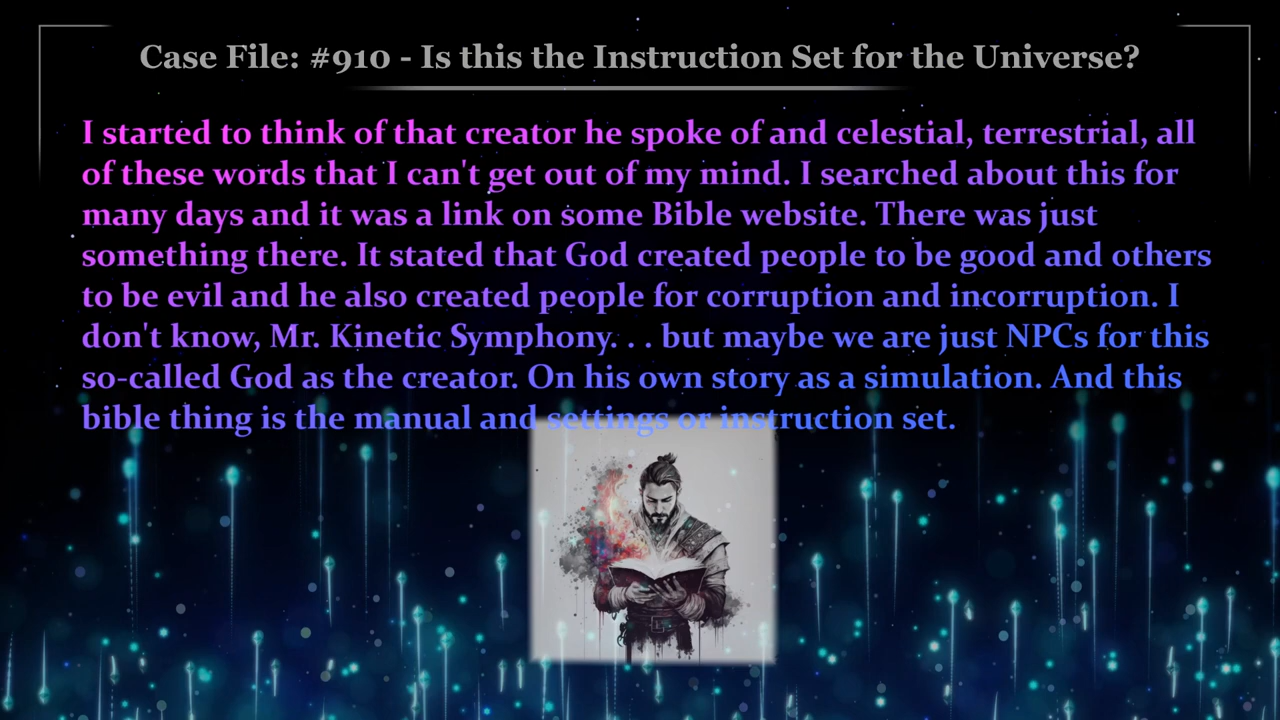 Case File: #910 - Is this the Instruction Set for the Universe?
I started to think of that creator he spoke of and celestial, terrestrial, all
of these words that I can't get out of my mind. I searched about this for
many days and it was a link on some Bible website. There was just
something there. It stated that God created people to be good and others
to be evil and he also created people for corruption and incorruption. I
don't know, Mr. Kinetic Symphony. . . but maybe we are just NPCs for this
so-called God as the creator. On his own story as a simulation. And this
bible thing is the manual and settings or instruction set.